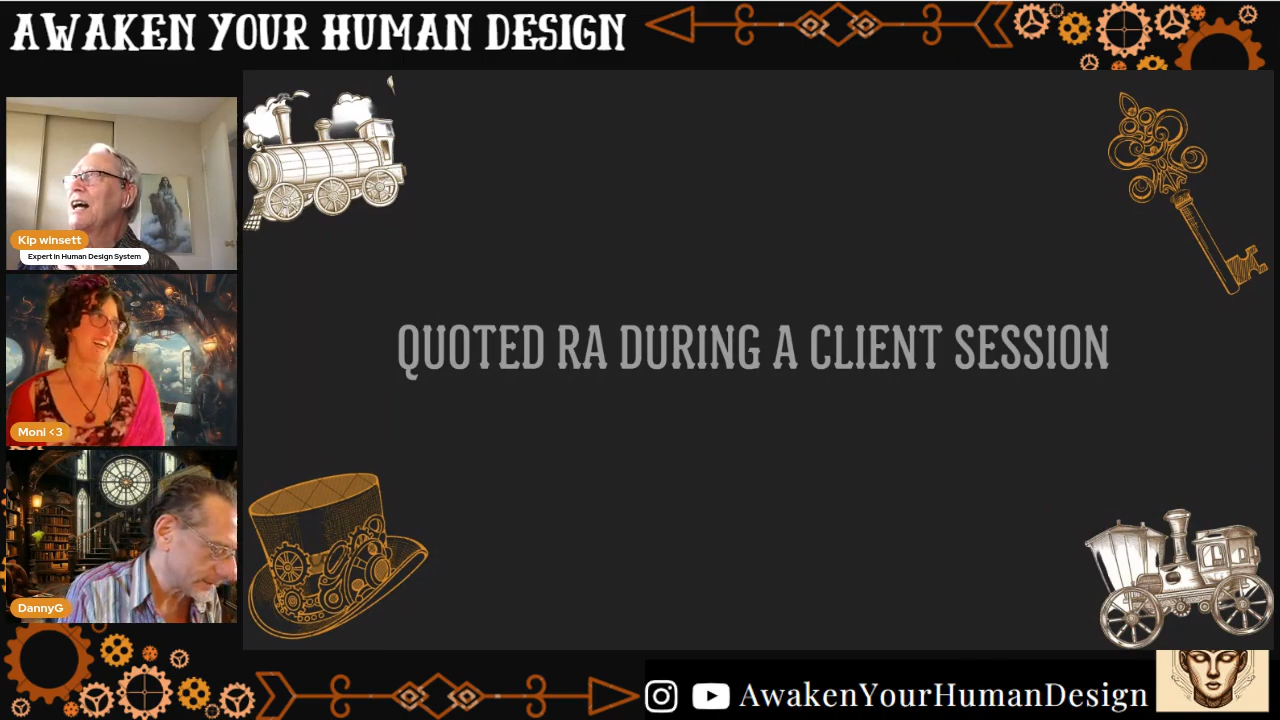 AWAKEN YOUR HUMAN DESIGN
Kip winsett
Expert in Human Design System
QUOTED RA DURING A CLIENT SESSION
Moni <3
DannyG
AwakenYourHumanDesign